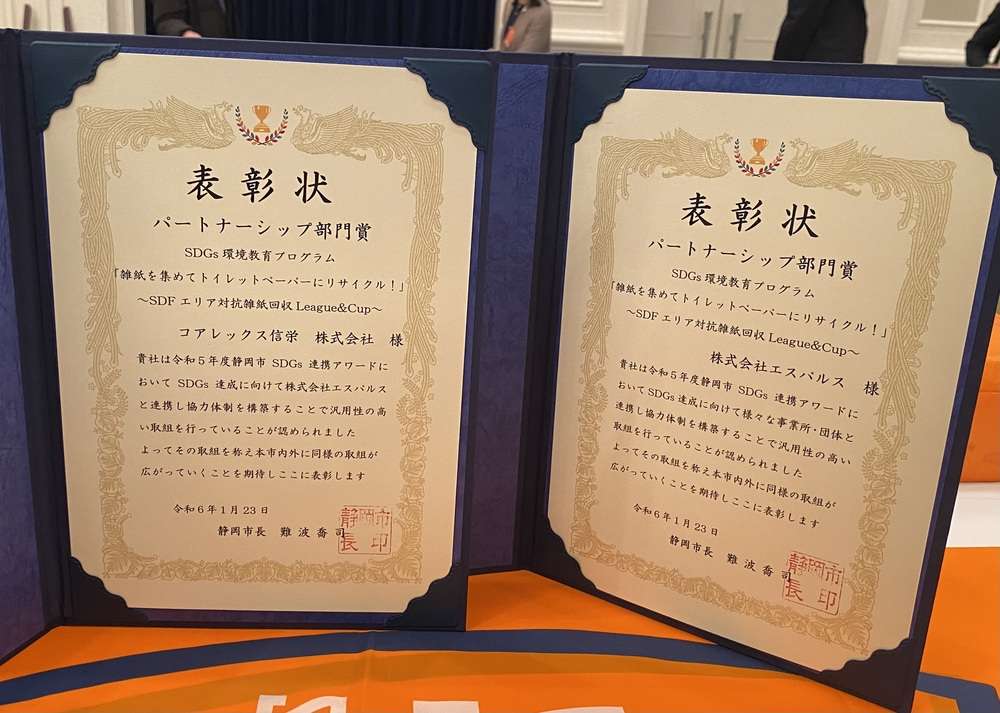 表彰状
パートナーシップ部門賞
SDGs 環境教育プログラム
「雑紙を集めてトイレットペーパーにリサイクル！」
～SDF エリア対抗雑紙回収 League&Cup～
コアレックス信栄　株式会社　様
貴社は令和５年度静岡市 SDGs 連携アワードに
おいて SDGs 達成に向けて株式会社エスパルス
と連携し協力体制を構築することで汎用性の高
い取組を行っていることが認められました
よってその取組を称え本市内外に同様の取組が
広がっていくことを期待しここに表彰します
令和６年１月２３日
静岡市長　難波喬司
静岡市長印
表彰状
パートナーシップ部門賞
SDGs 環境教育プログラム
「雑紙を集めてトイレットペーパーにリサイクル！」
～SDF エリア対抗雑紙回収 League&Cup～
株式会社エスパルス　様
貴社は令和５年度静岡市 SDGs 連携アワードに
おいて SDGs 達成に向けて様々な事業所・団体と
連携し協力体制を構築することで汎用性の高い
取組を行っていることが認められました
よってその取組を称え本市内外に同様の取組が
広がっていくことを期待しここに表彰します
令和６年１月２３日
静岡市長　難波喬司
静岡市長印